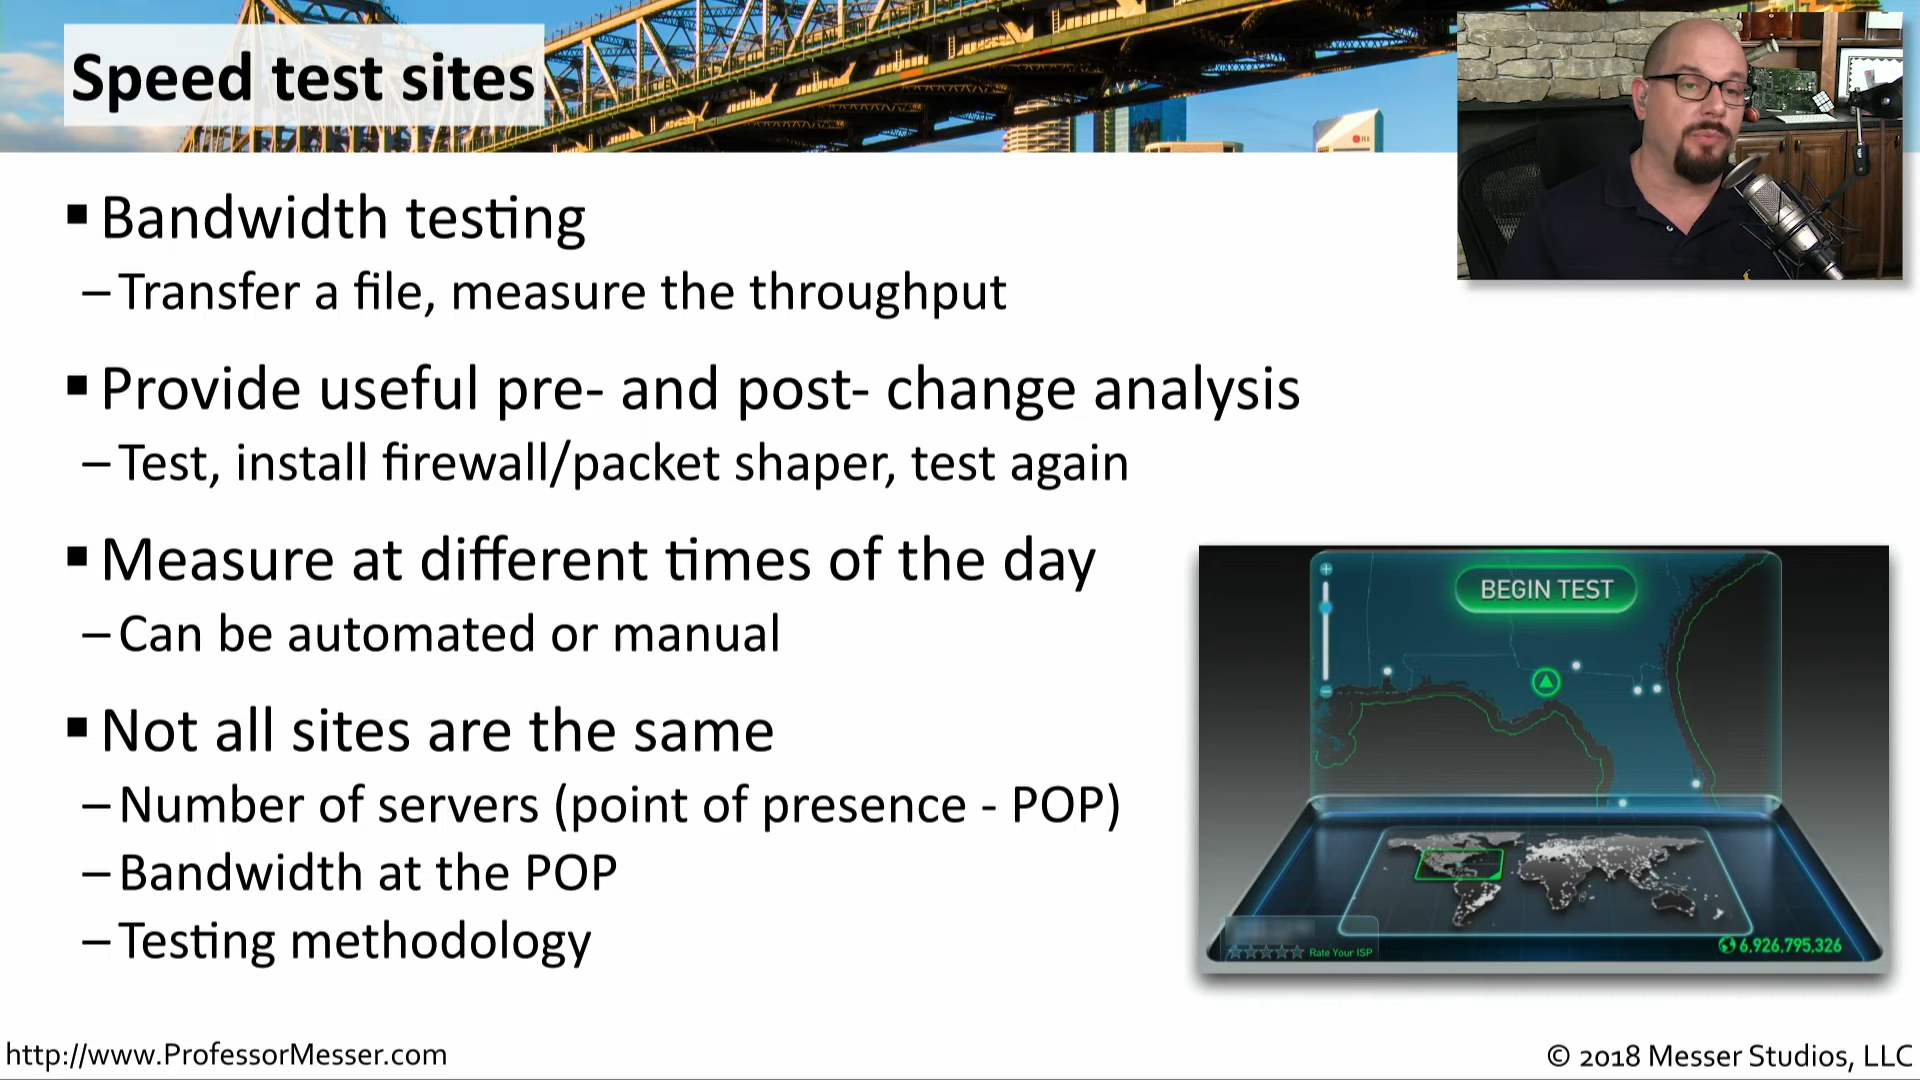 Speed test sites
▪ Bandwidth testing
– Transfer a file, measure the throughput
▪ Provide useful pre- and post- change analysis
– Test, install firewall/packet shaper, test again
▪ Measure at different times of the day
– Can be automated or manual
▪ Not all sites are the same
– Number of servers (point of presence - POP)
– Bandwidth at the POP
– Testing methodology
BEGIN TEST
Rate Your ISP
6,926,795,326
http://www.ProfessorMesser.com
© 2018 Messer Studios, LLC